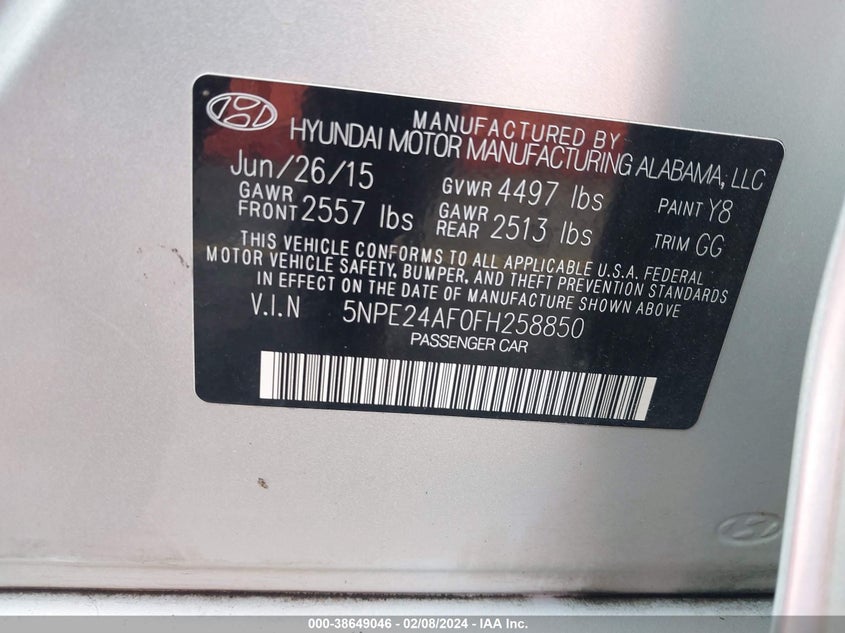 MANUFACTURED BY
HYUNDAI MOTOR MANUFACTURING ALABAMA, LLC
Jun/26/15 GVWR 4497 lbs PAINT Y8
GAWR FRONT 2557 lbs GAWR REAR 2513 lbs TRIM GG
THIS VEHICLE CONFORMS TO ALL APPLICABLE U.S.A. FEDERAL
MOTOR VEHICLE SAFETY, BUMPER, AND THEFT PREVENTION STANDARDS
IN EFFECT ON THE DATE OF MANUFACTURE SHOWN ABOVE
V.I.N 5NPE24AF0FH258850
PASSENGER CAR
000-38649046 - 02/08/2024 - IAA Inc.